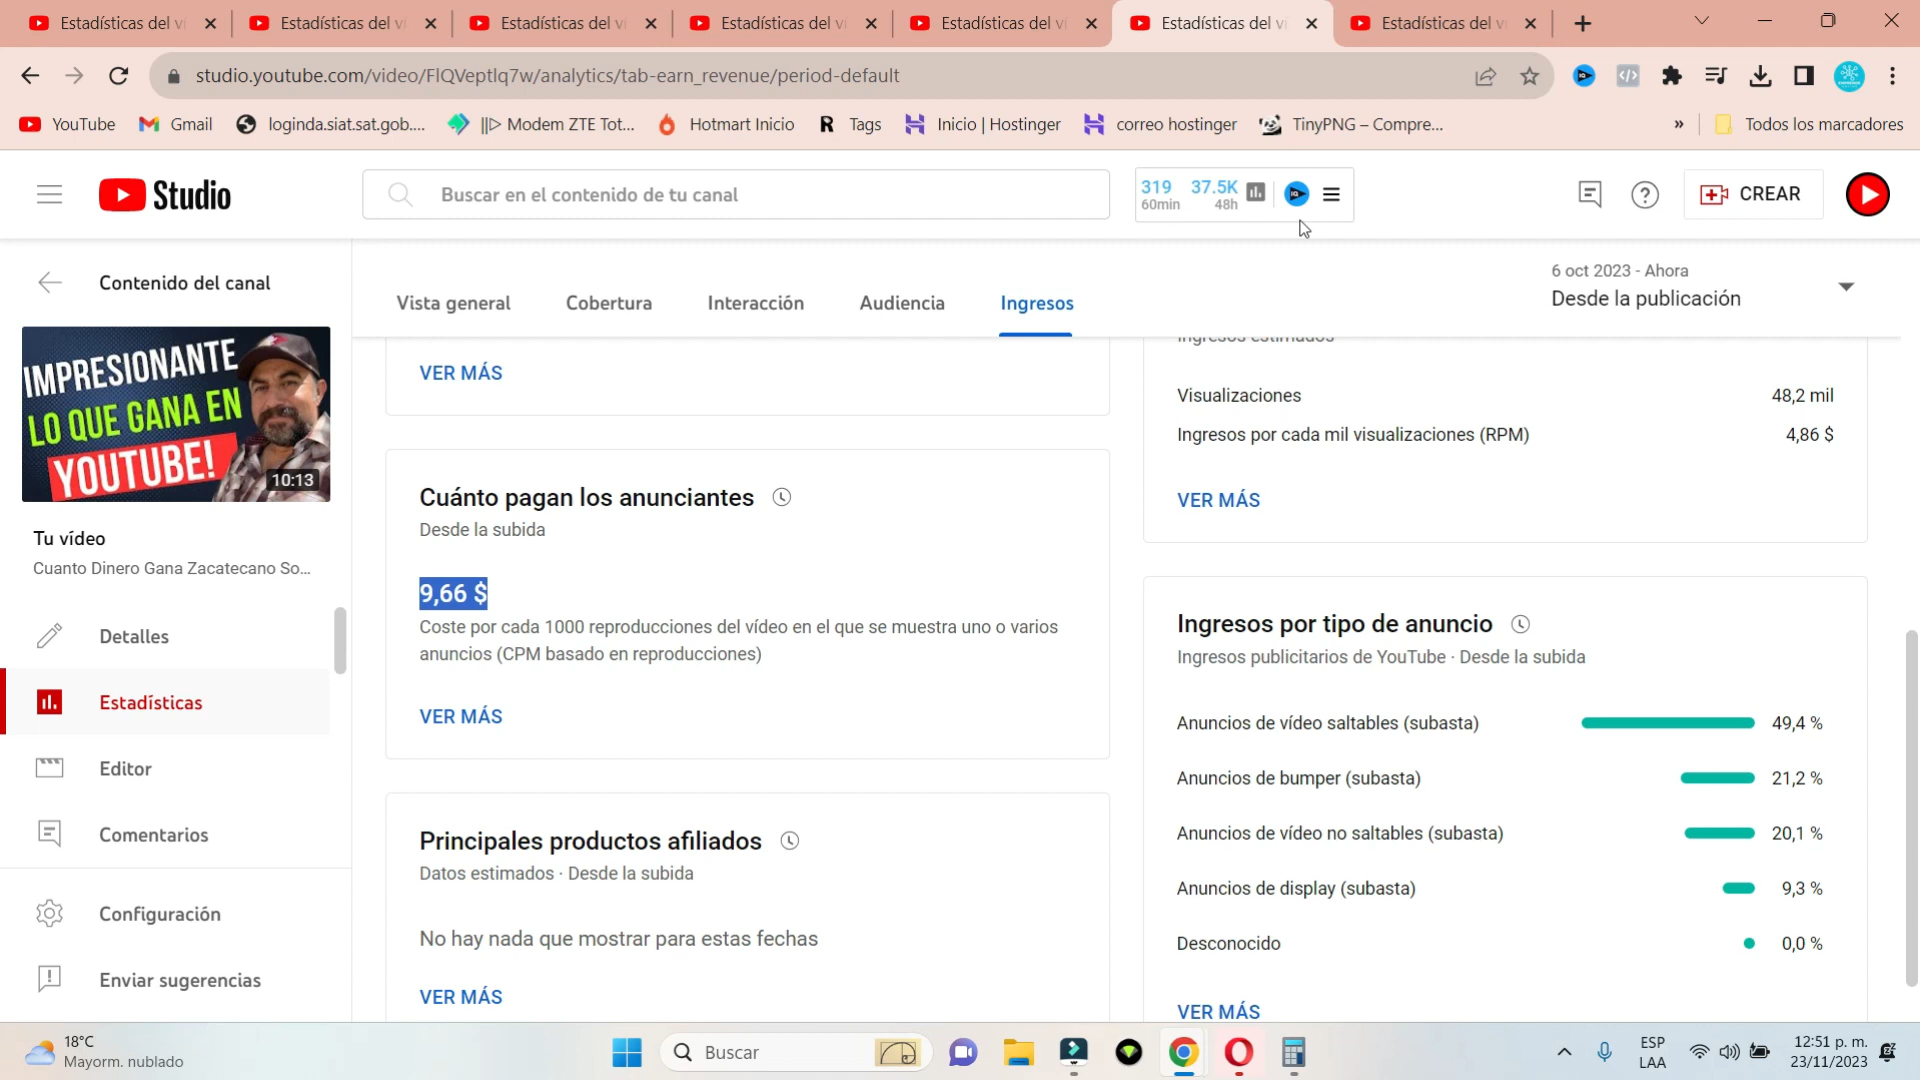 Estadísticas del v
Estadísticas del v
Estadísticas del v
Estadísticas del v
Estadísticas del v
Estadísticas del v
Estadísticas del v
studio.youtube.com/video/FlQVeptlq7w/analytics/tab-earn_revenue/period-default
YouTube
Gmail
loginda.siat.sat.gob....
||▷ Modem ZTE Tot...
Hotmart Inicio
R Tags
Inicio | Hostinger
correo hostinger
TinyPNG – Compre...
»
Todos los marcadores
Studio
Buscar en el contenido de tu canal
319
60min
37.5K
48h
IQ
CREAR
Contenido del canal
Vista general
Cobertura
Interacción
Audiencia
Ingresos
6 oct 2023 - Ahora
Desde la publicación
IMPRESIONANTE
LO QUE GANA EN
YOUTUBE!
10:13
Tu vídeo
Cuanto Dinero Gana Zacatecano So...
Detalles
Estadísticas
Editor
Comentarios
Configuración
Enviar sugerencias
VER MÁS
Cuánto pagan los anunciantes
Desde la subida
9,66 $
Coste por cada 1000 reproducciones del vídeo en el que se muestra uno o varios
anuncios (CPM basado en reproducciones)
VER MÁS
Principales productos afiliados
Datos estimados · Desde la subida
No hay nada que mostrar para estas fechas
VER MÁS
Ingresos estimados
Visualizaciones 48,2 mil
Ingresos por cada mil visualizaciones (RPM) 4,86 $
VER MÁS
Ingresos por tipo de anuncio
Ingresos publicitarios de YouTube · Desde la subida
Anuncios de vídeo saltables (subasta) 49,4 %
Anuncios de bumper (subasta) 21,2 %
Anuncios de vídeo no saltables (subasta) 20,1 %
Anuncios de display (subasta) 9,3 %
Desconocido 0,0 %
VER MÁS
18°C
Mayorm. nublado
Buscar
ESP
LAA
12:51 p. m.
23/11/2023